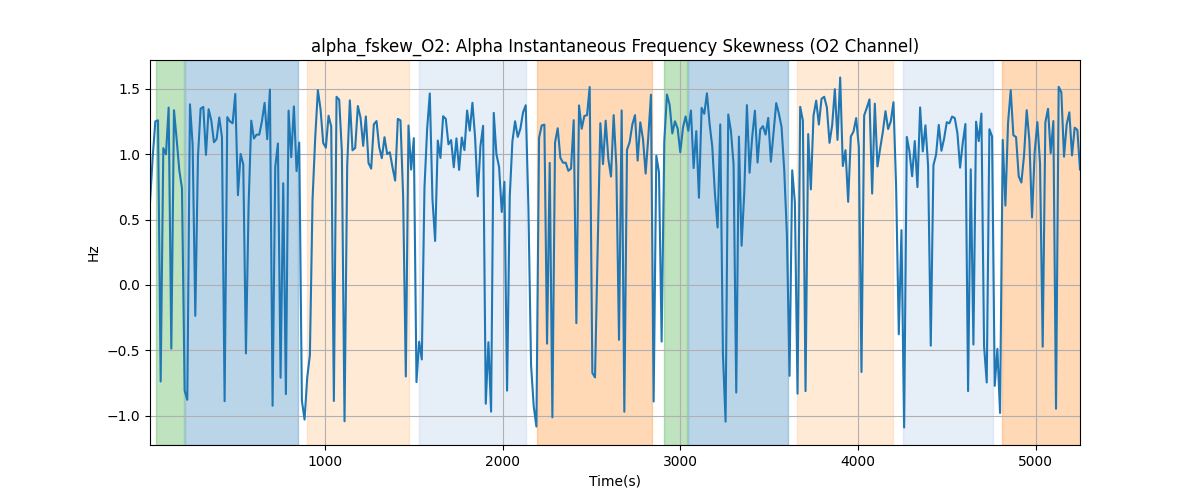 alpha_fskew_O2: Alpha Instantaneous Frequency Skewness (O2 Channel)
1.5
1.0
0.5
0.0
−0.5
−1.0
Hz
1000 2000 3000 4000 5000
Time(s)